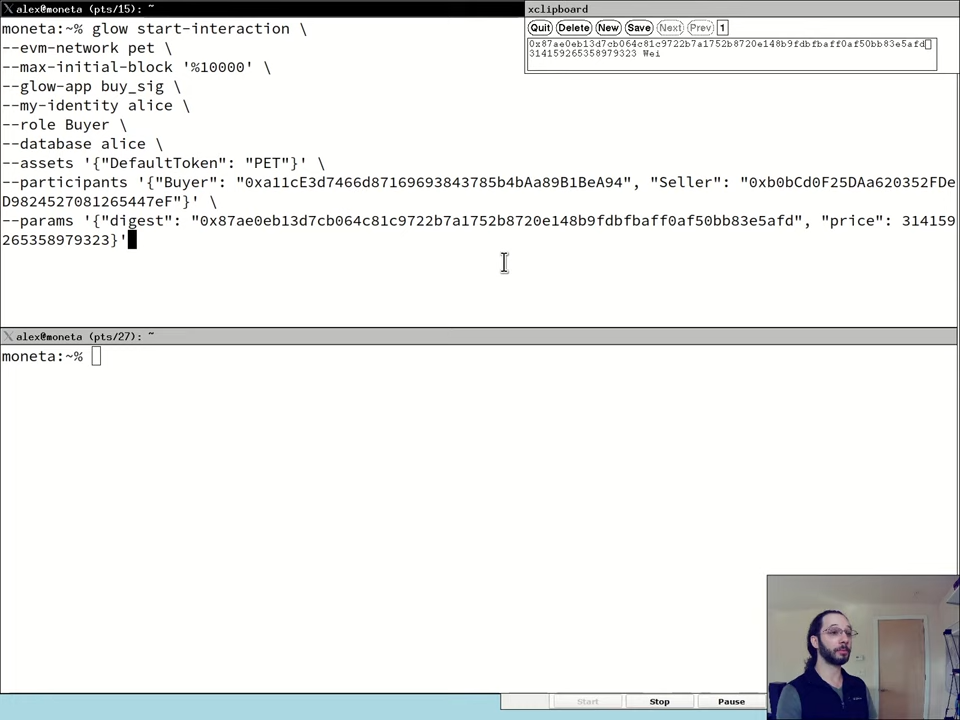 alex@moneta (pts/15): ~
xclipboard
Quit Delete New Save Next Prev 1
0x87ae0eb13d7cb064c81c9722b7a1752b8720e148b9fdbfbaff0af50bb83e5afd
314159265358979323 Wei
moneta:~% glow start-interaction \
--evm-network pet \
--max-initial-block '%10000' \
--glow-app buy_sig \
--my-identity alice \
--role Buyer \
--database alice \
--assets '{"DefaultToken": "PET"}' \
--participants '{"Buyer": "0xa11cE3d7466d87169693843785b4bAa89B1BeA94", "Seller": "0xb0bCd0F25DAa620352FDe
D9824527081265447eF"}' \
--params '{"digest": "0x87ae0eb13d7cb064c81c9722b7a1752b8720e148b9fdbfbaff0af50bb83e5afd", "price": 314159
265358979323}'
alex@moneta (pts/27): ~
moneta:~%
Start Stop Pause